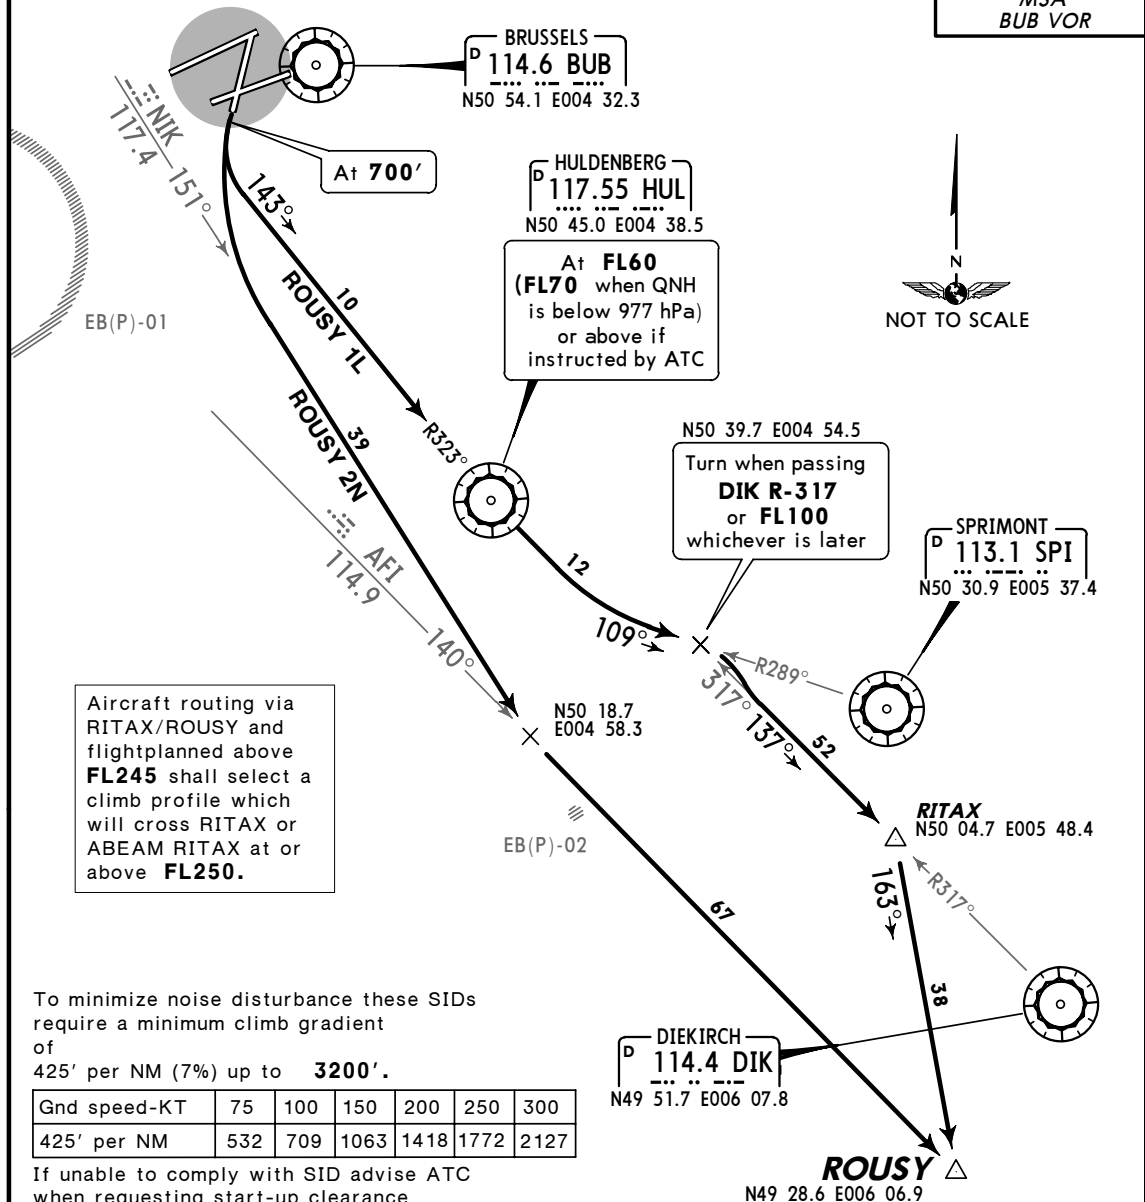 MSA
BUB VOR
BRUSSELS
D 114.6 BUB
N50 54.1 E004 32.3
NIK
117.4
151°
At 700'
143°
HULDENBERG
D 117.55 HUL
N50 45.0 E004 38.5
At FL60
(FL70 when QNH
is below 977 hPa)
or above if
instructed by ATC
N
NOT TO SCALE
EB(P)-01
10
ROUSY 1L
39
ROUSY 2N
R323°
N50 39.7 E004 54.5
Turn when passing
DIK R-317
or FL100
whichever is later
SPRIMONT
D 113.1 SPI
N50 30.9 E005 37.4
AFI
114.9
140°
12
109°
R289°
317°
137°
52
Aircraft routing via
RITAX/ROUSY and
flightplanned above
FL245 shall select a
climb profile which
will cross RITAX or
ABEAM RITAX at or
above FL250.
N50 18.7
E004 58.3
EB(P)-02
RITAX
N50 04.7 E005 48.4
163°
R317°
67
38
To minimize noise disturbance these SIDs
require a minimum climb gradient
of
425' per NM (7%) up to 3200'.
Gnd speed-KT 75 100 150 200 250 300
425' per NM 532 709 1063 1418 1772 2127
If unable to comply with SID advise ATC
when requesting start-up clearance
DIEKIRCH
D 114.4 DIK
N49 51.7 E006 07.8
ROUSY
N49 28.6 E006 06.9